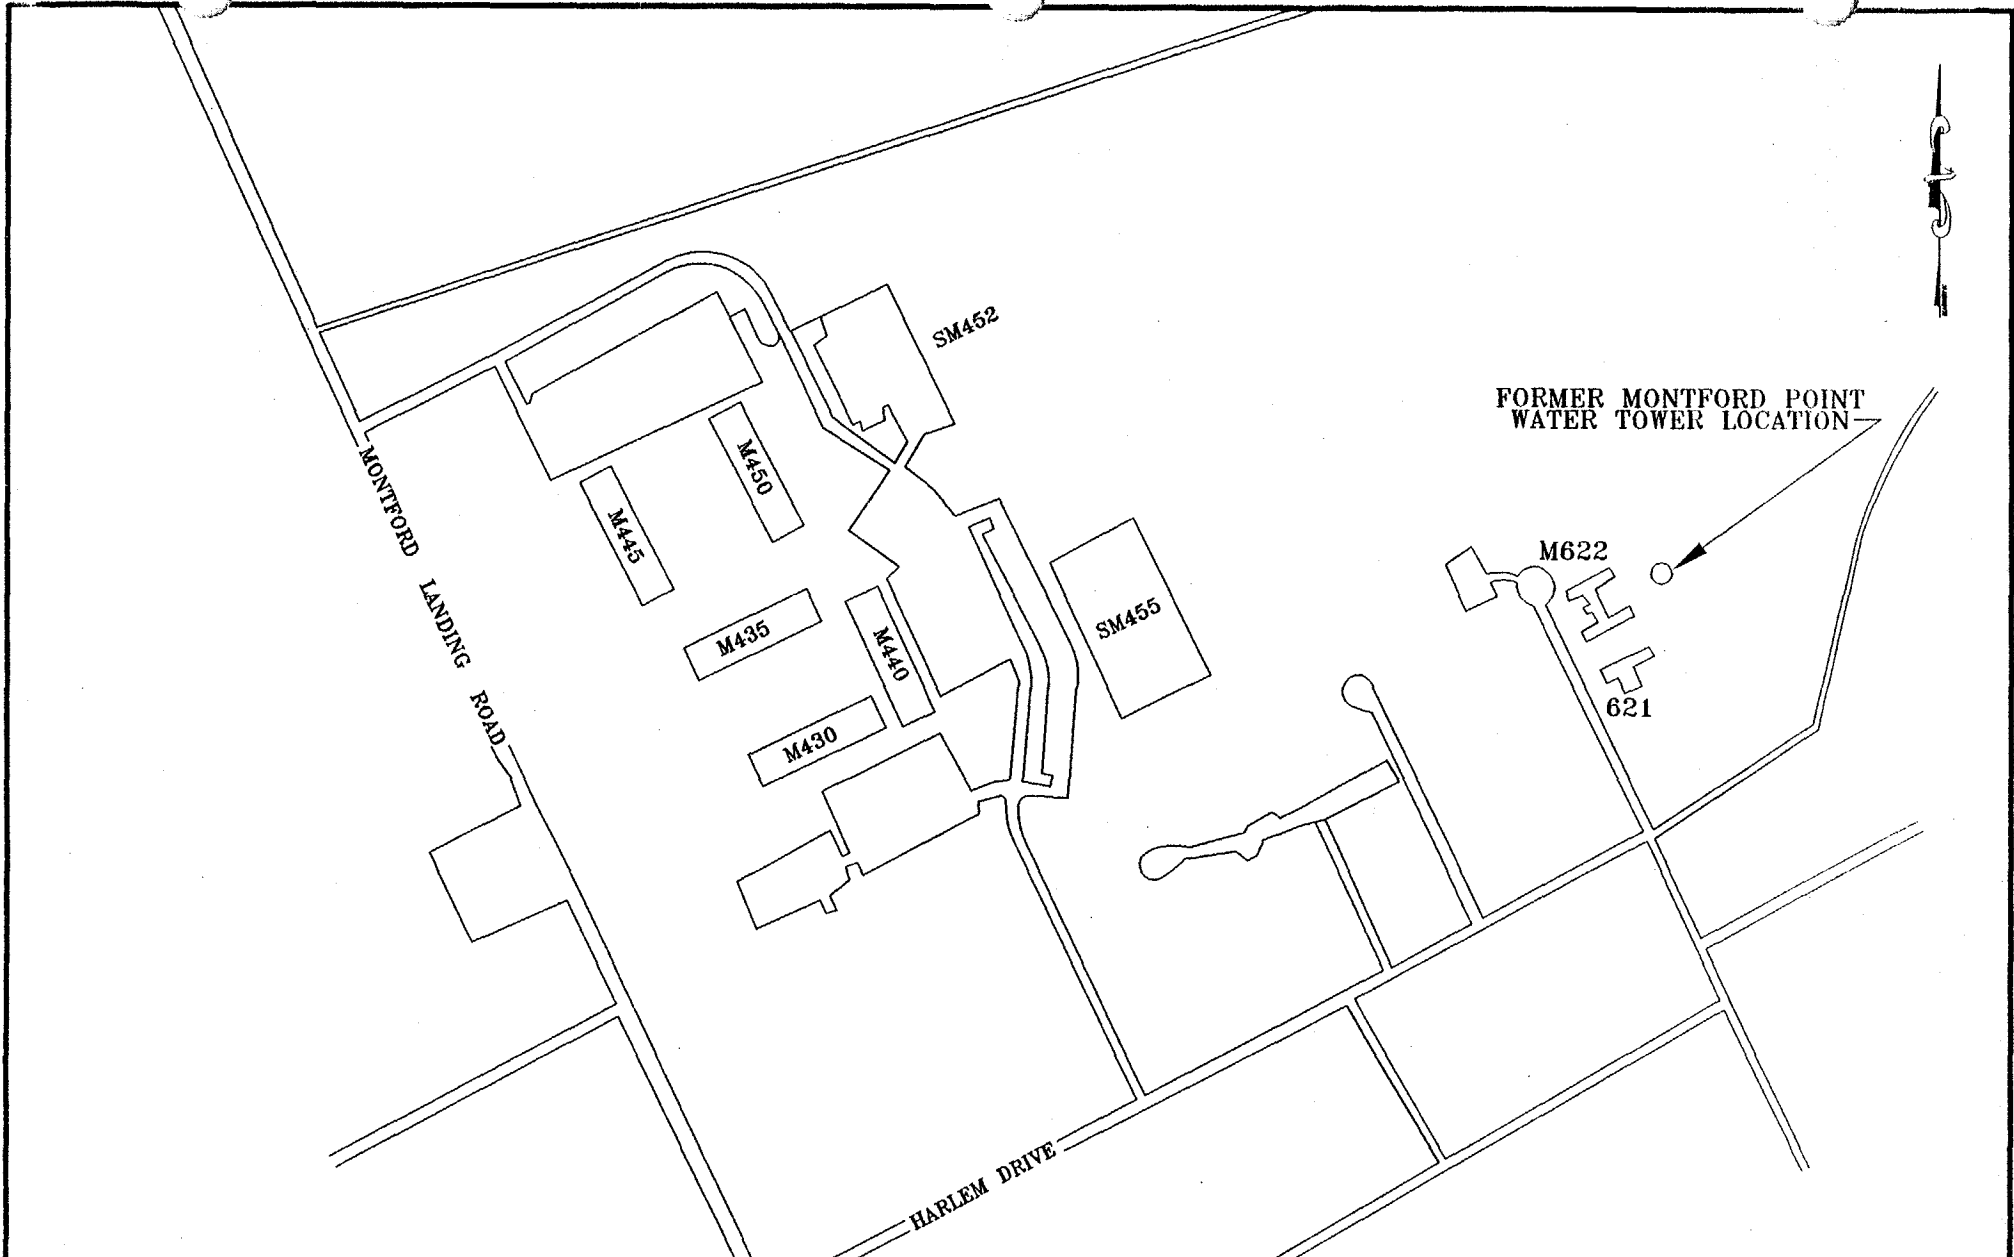 SM452
FORMER MONTFORD POINT
WATER TOWER LOCATION
M450
MONTFORD LANDING ROAD
M445
M622
SM455
M435
M440
621
M430
HARLEM DRIVE